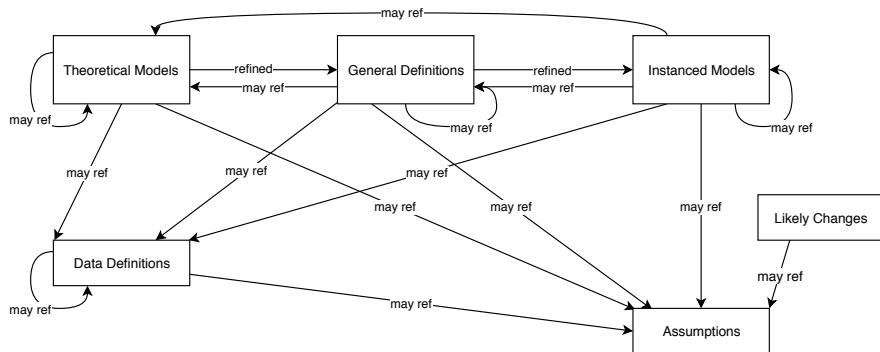 may ref
Theoretical Models
refined
General Definitions
refined
Instanced Models
may ref
may ref
may ref
may ref
may ref
may ref
may ref
may ref
may ref
may ref
may ref
may ref
Likely Changes
Data Definitions
may ref
may ref
may ref
Assumptions